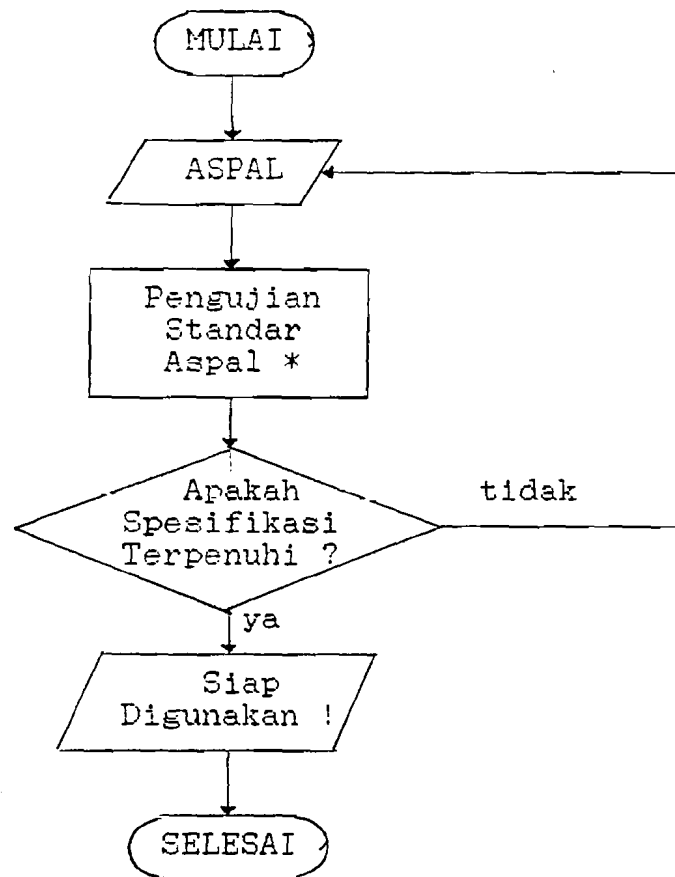 MULAI
ASPAL
Pengujian
Standar
Aspal *
Apakah
Spesifikasi
Terpenuhi ?
tidak
ya
Siap
Digunakan !
SELESAI